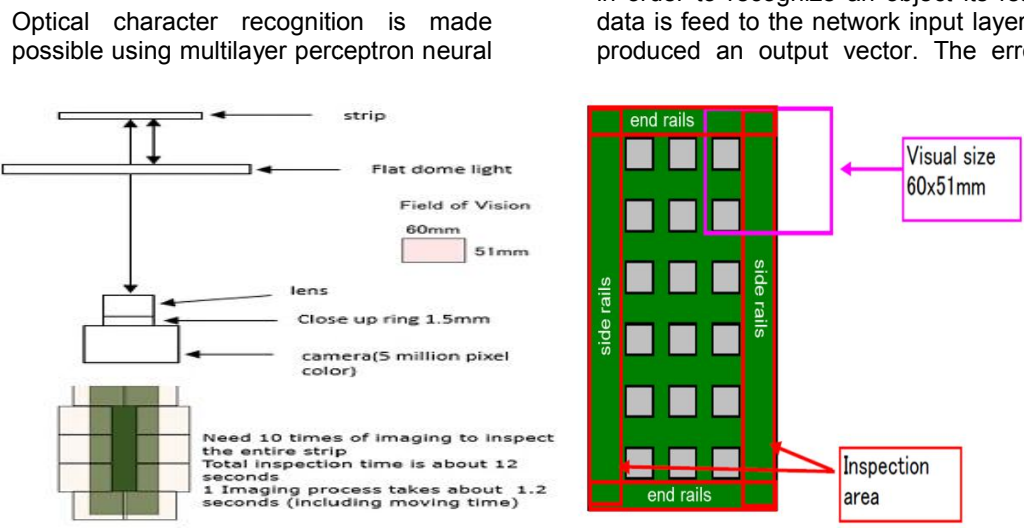 Optical character recognition is made
possible using multilayer perceptron neural
data is feed to the network input layer
produced an output vector. The erro
strip
Flat dome light
Field of Vision
60mm
51mm
lens
Close up ring 1.5mm
camera(5 million pixel
color)
Need 10 times of imaging to inspect
the entire strip
Total inspection time is about 12
seconds
1 Imaging process takes about 1.2
seconds (including moving time)
end rails
Visual size
60x51mm
side rails
side rails
Inspection
area
end rails